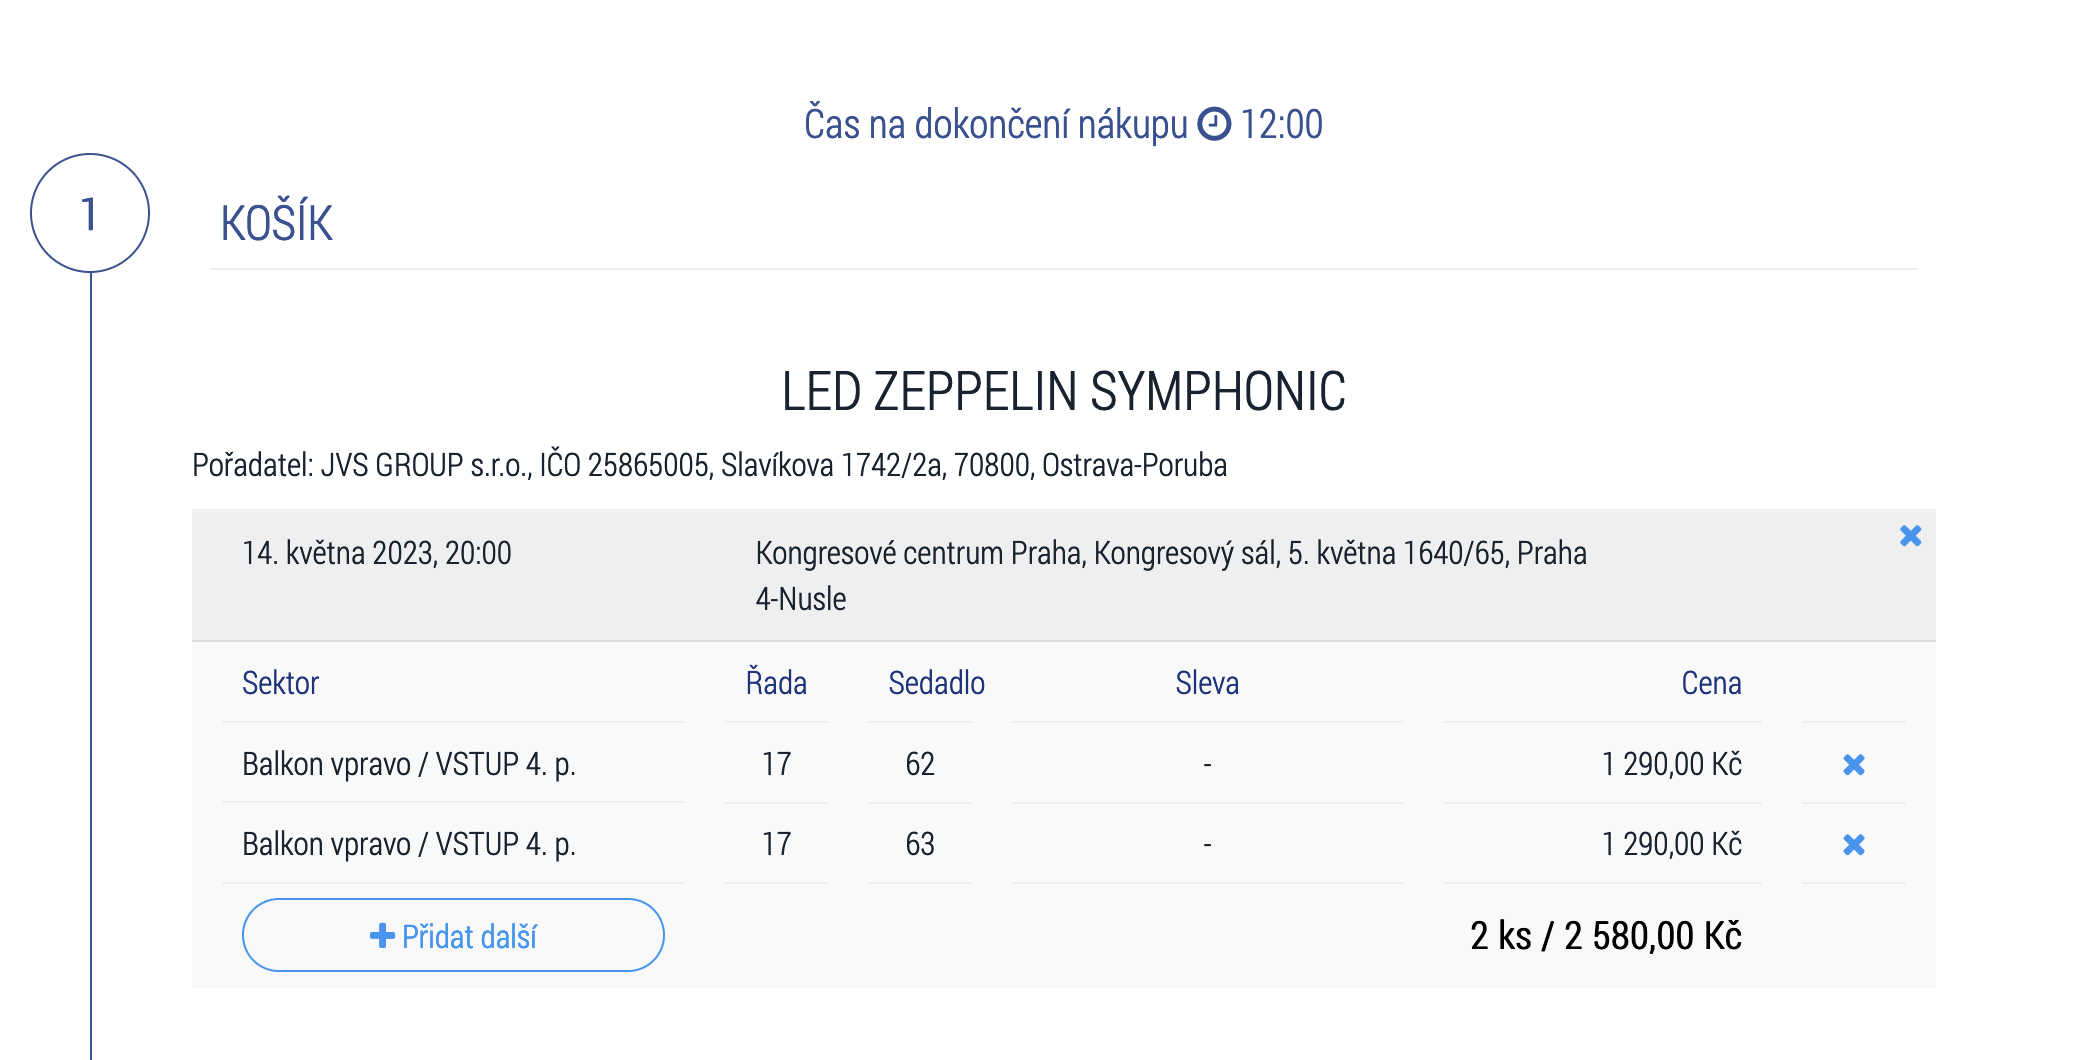 Čas na dokončení nákupu 12:00
1
KOŠÍK
LED ZEPPELIN SYMPHONIC
Pořadatel: JVS GROUP s.r.o., IČO 25865005, Slavíkova 1742/2a, 70800, Ostrava-Poruba
14. května 2023, 20:00
Kongresové centrum Praha, Kongresový sál, 5. května 1640/65, Praha
4-Nusle
Sektor Řada Sedadlo Sleva Cena
Balkon vpravo / VSTUP 4. p. 17 62 - 1 290,00 Kč
Balkon vpravo / VSTUP 4. p. 17 63 - 1 290,00 Kč
Přidat další 2 ks / 2 580,00 Kč